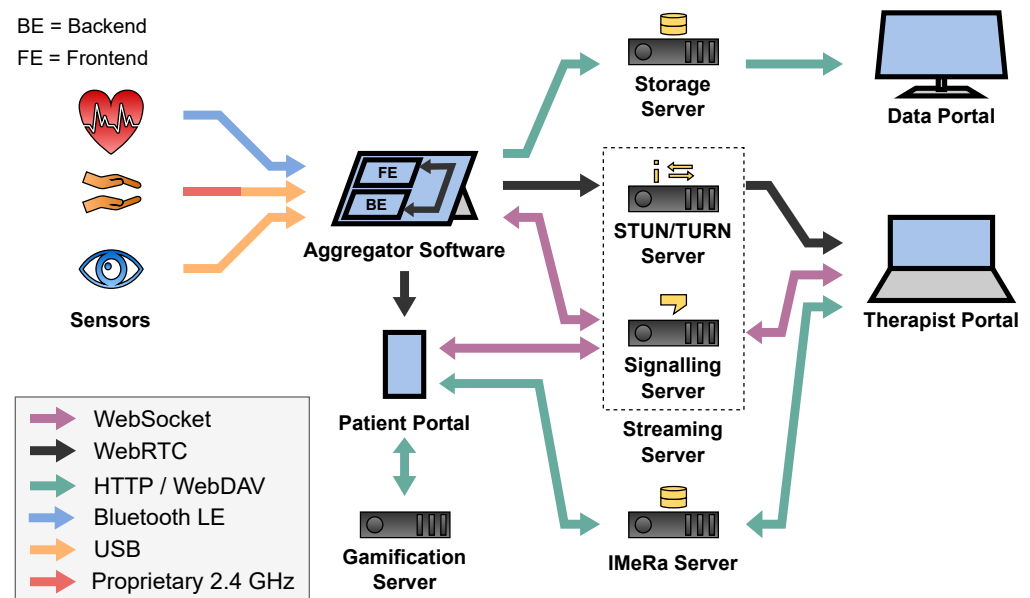 BE = Backend
FE = Frontend
Sensors
FE
BE
Aggregator Software
Storage
Server
Data Portal
i
STUN/TURN
Server
Signalling
Server
Streaming
Server
Therapist Portal
Patient Portal
Gamification
Server
IMeRa Server
WebSocket
WebRTC
HTTP / WebDAV
Bluetooth LE
USB
Proprietary 2.4 GHz